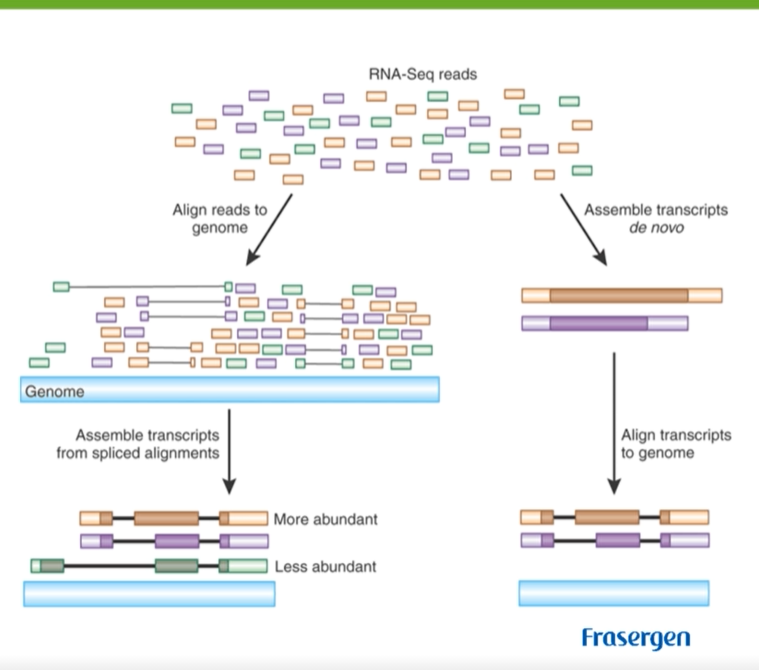 RNA-Seq reads
Align reads to
genome
Assemble transcripts
de novo
Genome
Assemble transcripts
from spliced alignments
Align transcripts
to genome
More abundant
Less abundant
Frasergen